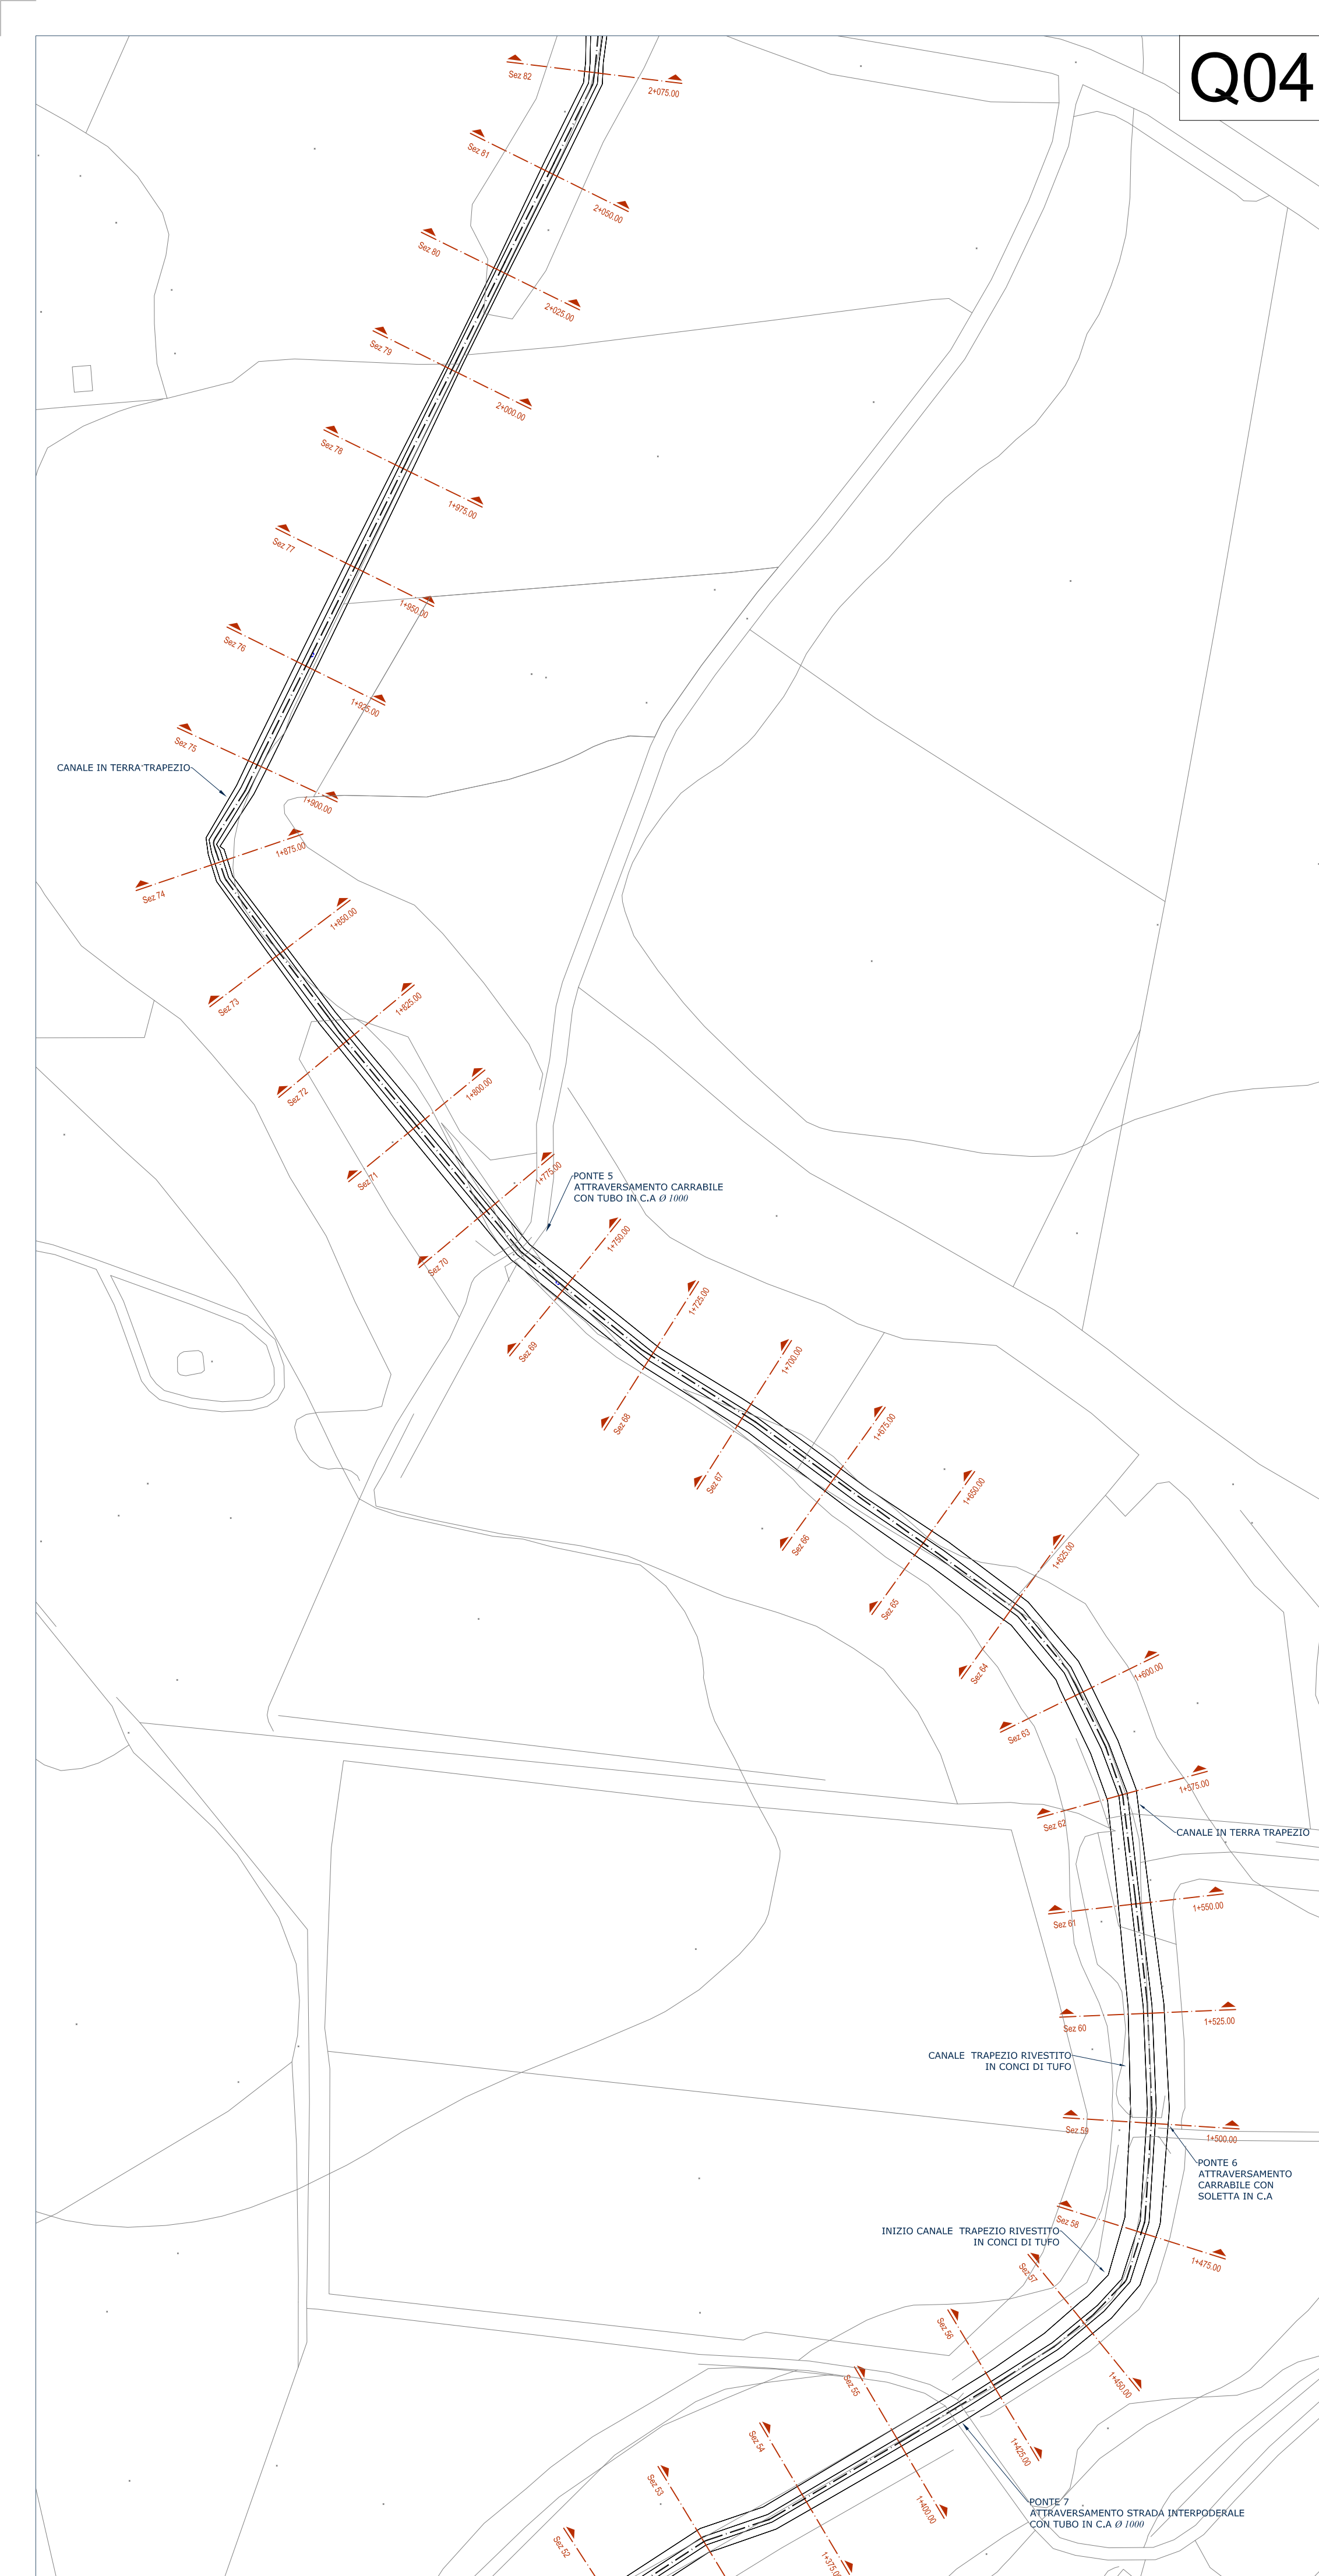 Q04
Sez 82
2+075.00
Sez 81
2+050.00
Sez 80
2+025.00
Sez 79
2+000.00
Sez 78
1+975.00
Sez 77
1+950.00
Sez 76
1+925.00
Sez 75
CANALE IN TERRA TRAPEZIO
1+900.00
1+875.00
Sez 74
1+850.00
Sez 73
1+825.00
Sez 72
1+800.00
Sez 71
1+775.00
PONTE 5
ATTRAVERSAMENTO CARRABILE
CON TUBO IN C.A Ø 1000
Sez 70
1+750.00
Sez 69
1+725.00
Sez 68
1+700.00
Sez 67
1+675.00
Sez 66
1+650.00
Sez 65
1+625.00
Sez 64
1+600.00
Sez 63
1+575.00
Sez 62
CANALE IN TERRA TRAPEZIO
1+550.00
Sez 61
1+525.00
Sez 60
CANALE TRAPEZIO RIVESTITO
IN CONCI DI TUFO
Sez 59
1+500.00
PONTE 6
ATTRAVERSAMENTO
CARRABILE CON
SOLETTA IN C.A
Sez 58
INIZIO CANALE TRAPEZIO RIVESTITO
IN CONCI DI TUFO
1+475.00
Sez 57
Sez 56
1+450.00
Sez 55
1+425.00
Sez 54
Sez 53
1+400.00
PONTE 7
ATTRAVERSAMENTO STRADA INTERPODERALE
CON TUBO IN C.A Ø 1000
Sez 52
1+375.00